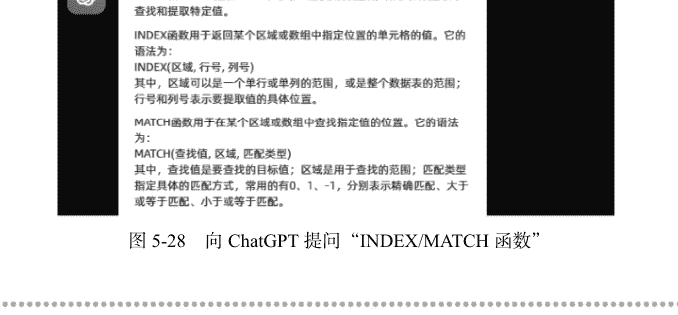 查找和提取特定值。
INDEX函数用于返回某个区域或数组中指定位置的单元格的值。它的
语法为：
INDEX(区域, 行号, 列号)
其中，区域可以是一个单行或单列的范围，或是整个数据表的范围；
行号和列号表示要提取值的具体位置。
MATCH函数用于在某个区域或数组中查找指定值的位置。它的语法
为：
MATCH(查找值, 区域, 匹配类型)
其中，查找值是要查找的目标值；区域是用于查找的范围；匹配类型
指定具体的匹配方式，常用的有0、1、-1，分别表示精确匹配、大于
或等于匹配、小于或等于匹配。
图 5-28 向 ChatGPT 提问“INDEX/MATCH 函数”